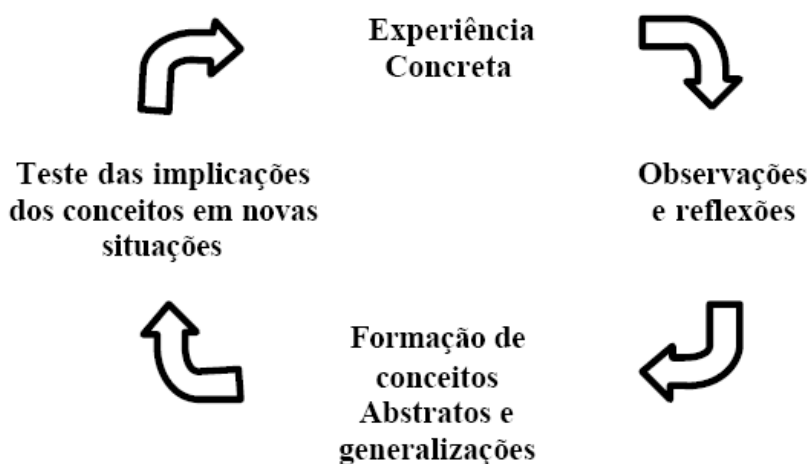 Experiência
Concreta
Observações
e reflexões
Formação de
conceitos
Abstratos e
generalizações
Teste das implicações
dos conceitos em novas
situações